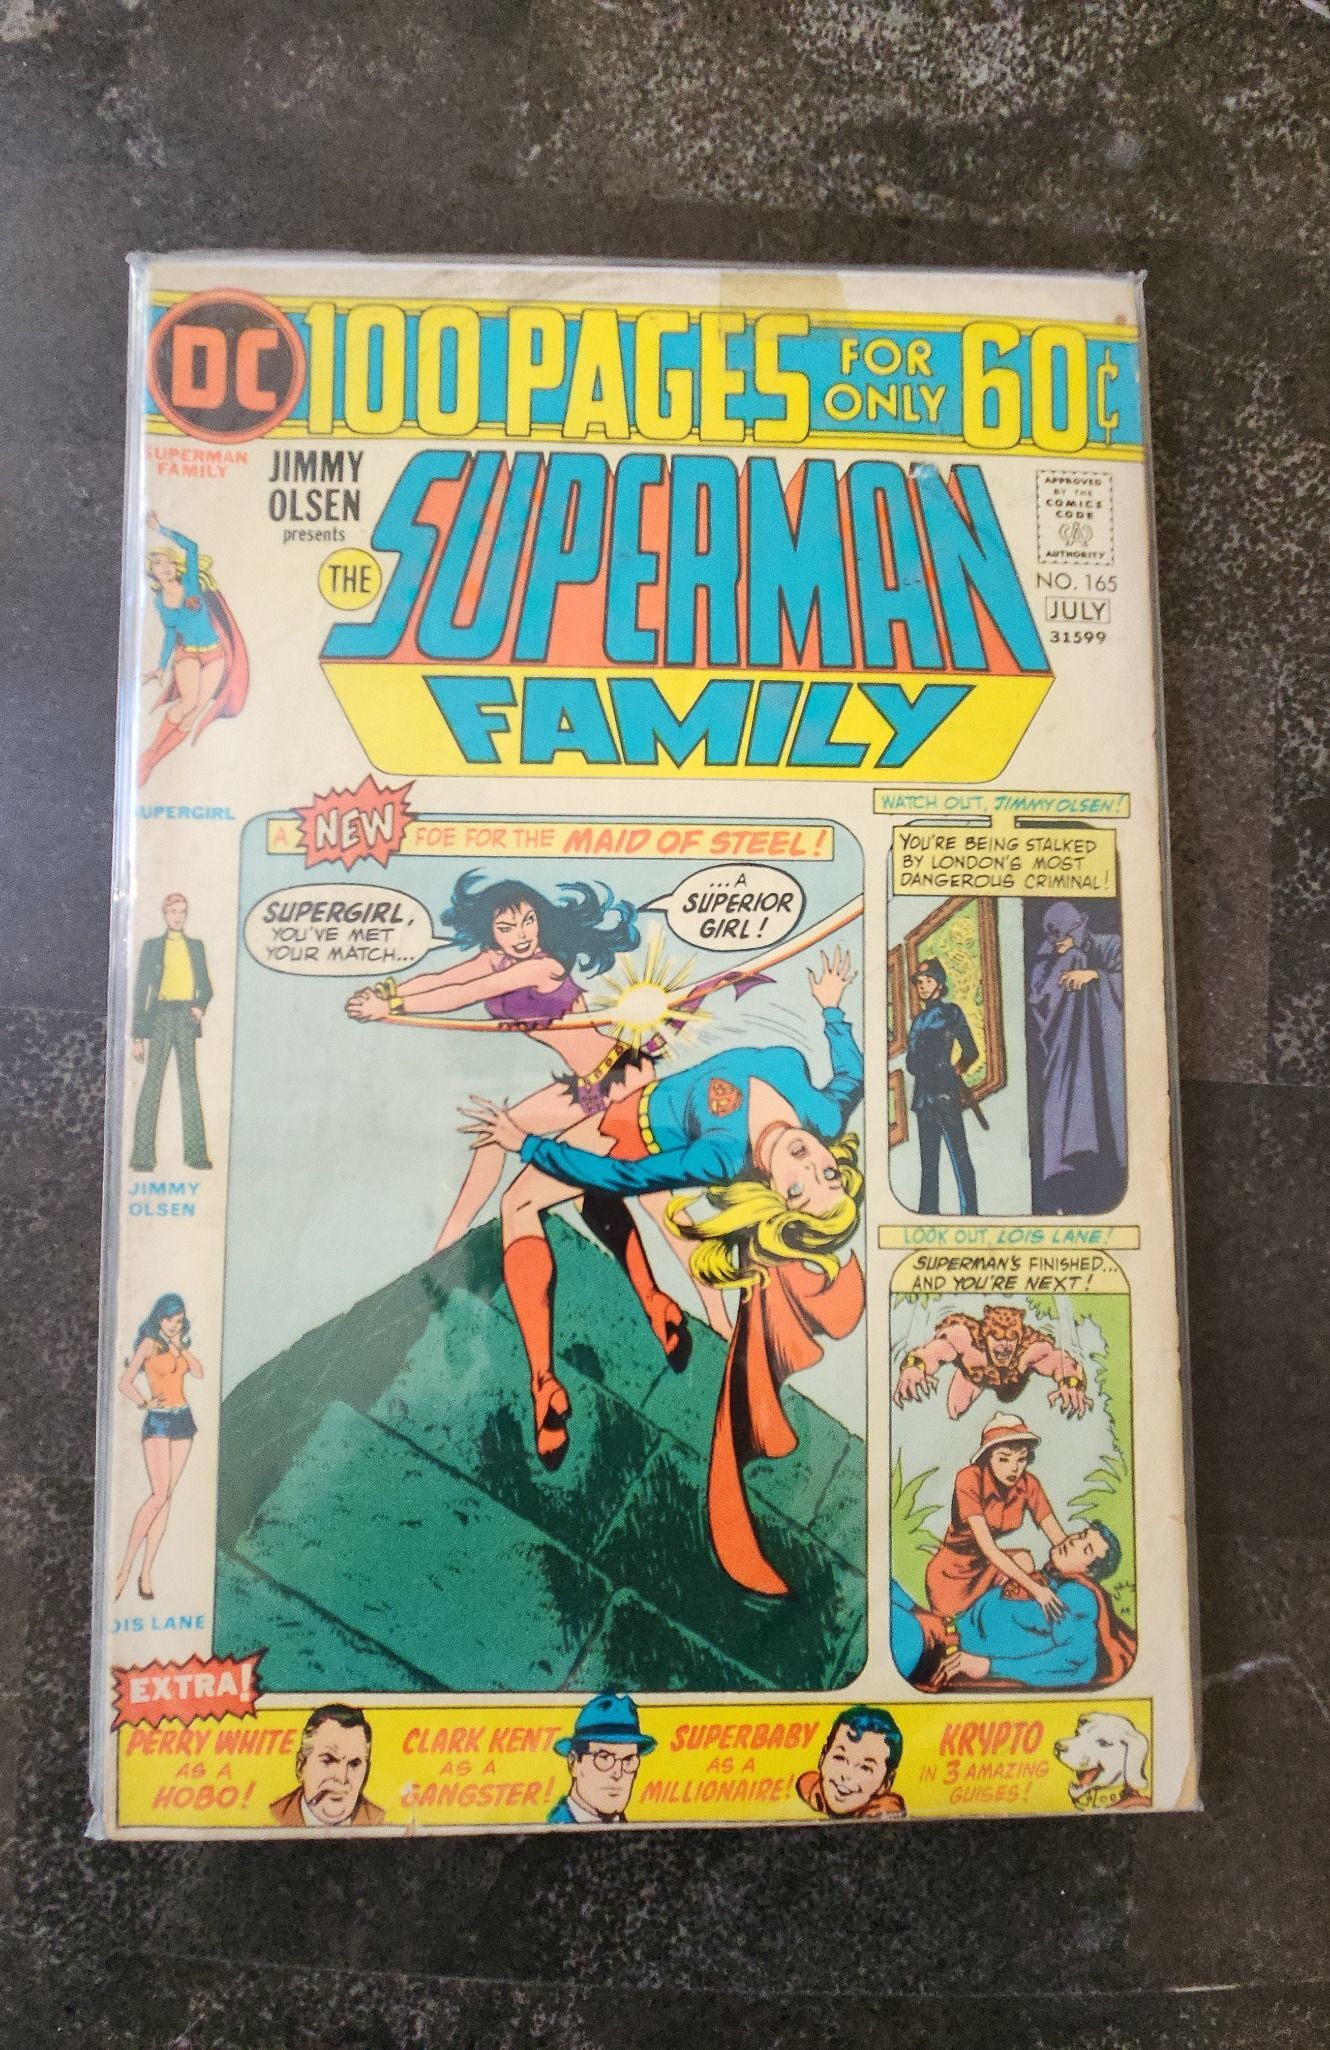 DC 100 PAGES FOR ONLY 60¢
SUPERMAN
FAMILY
JIMMY
OLSEN
presents
THE SUPERMAN
FAMILY
APPROVED
BY THE
COMICS
CODE
CA
AUTHORITY
NO. 165
JULY
31599
UPERGIRL
JIMMY
OLSEN
OIS LANE
A NEW FOE FOR THE MAID OF STEEL!
SUPERGIRL,
YOU'VE MET
YOUR MATCH...
...A
SUPERIOR
GIRL!
WATCH OUT, JIMMY OLSEN!
YOU'RE BEING STALKED
BY LONDON'S MOST
DANGEROUS CRIMINAL!
LOOK OUT, LOIS LANE!
SUPERMAN'S FINISHED...
AND YOU'RE NEXT!
EXTRA!
PERRY WHITE
AS A
HOBO!
CLARK KENT
AS A
GANGSTER!
SUPERBABY
AS A
MILLIONAIRE!
KRYPTO
IN 3 AMAZING
GUISES!